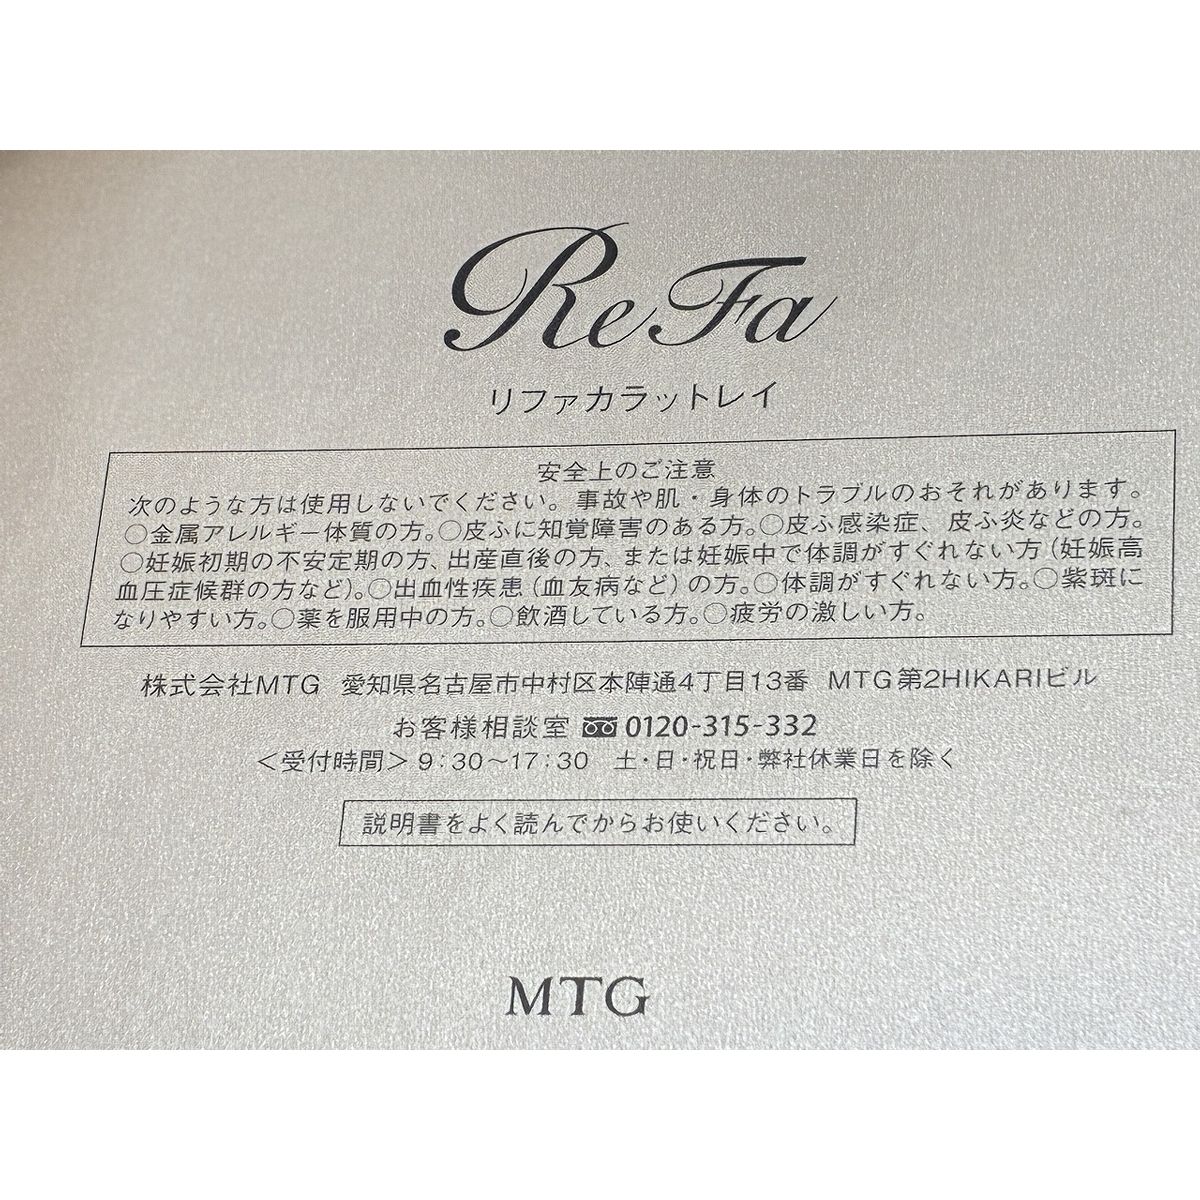 ReFa
リファカラットレイ
安全上のご注意
次のような方は使用しないでください。事故や肌・身体のトラブルのおそれがあります。
○金属アレルギー体質の方。○皮ふに知覚障害のある方。○皮ふ感染症、皮ふ炎などの方。
○妊娠初期の不安定期の方、出産直後の方、または妊娠中で体調がすぐれない方（妊娠高
血圧症候群の方など）。○出血性疾患（血友病など）の方。○体調がすぐれない方。○紫斑に
なりやすい方。○薬を服用中の方。○飲酒している方。○疲労の激しい方。
株式会社MTG 愛知県名古屋市中村区本陣通4丁目13番 MTG第2HIKARIビル
お客様相談室 0120-315-332
＜受付時間＞9:30〜17:30 土・日・祝日・弊社休業日を除く
説明書をよく読んでからお使いください。
MTG